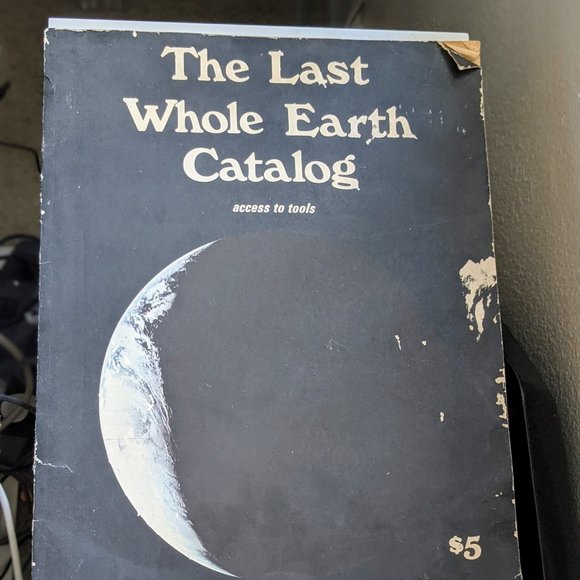 The Last
Whole Earth
Catalog
access to tools
$5